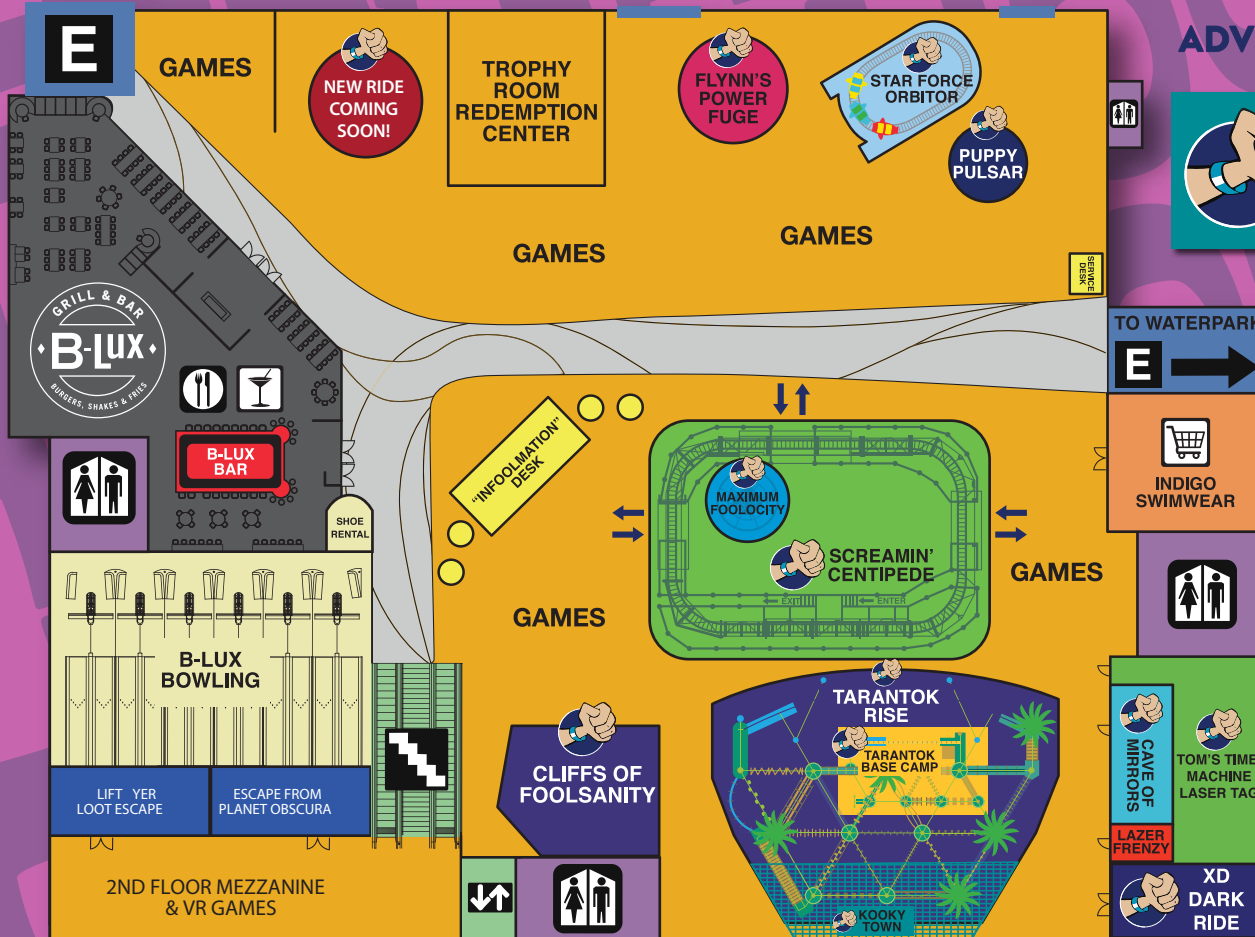 E
GAMES
NEW RIDE
COMING
SOON!
TROPHY
ROOM
REDEMPTION
CENTER
FLYNN'S
POWER
FUGE
STAR FORCE
ORBITOR
PUPPY
PULSAR
ADV
GAMES
GAMES
SERVICE
DESK
TO WATERPARK
E
GRILL & BAR
B-LUX
BURGERS, SHAKES & FRIES
B-LUX
BAR
"INFOOLMATION"
DESK
MAXIMUM
FOOLOCITY
SCREAMIN'
CENTIPEDE
EXIT
ENTER
GAMES
GAMES
INDIGO
SWIMWEAR
SHOE
RENTAL
B-LUX
BOWLING
LIFT YER
LOOT ESCAPE
ESCAPE FROM
PLANET OBSCURA
2ND FLOOR MEZZANINE
& VR GAMES
CLIFFS OF
FOOLSANITY
TARANTOK
RISE
TARANTOK
BASE CAMP
KOOKY
TOWN
CAVE OF
MIRRORS
TOM'S TIME
MACHINE
LASER TAG
LAZER
FRENZY
XD
DARK
RIDE